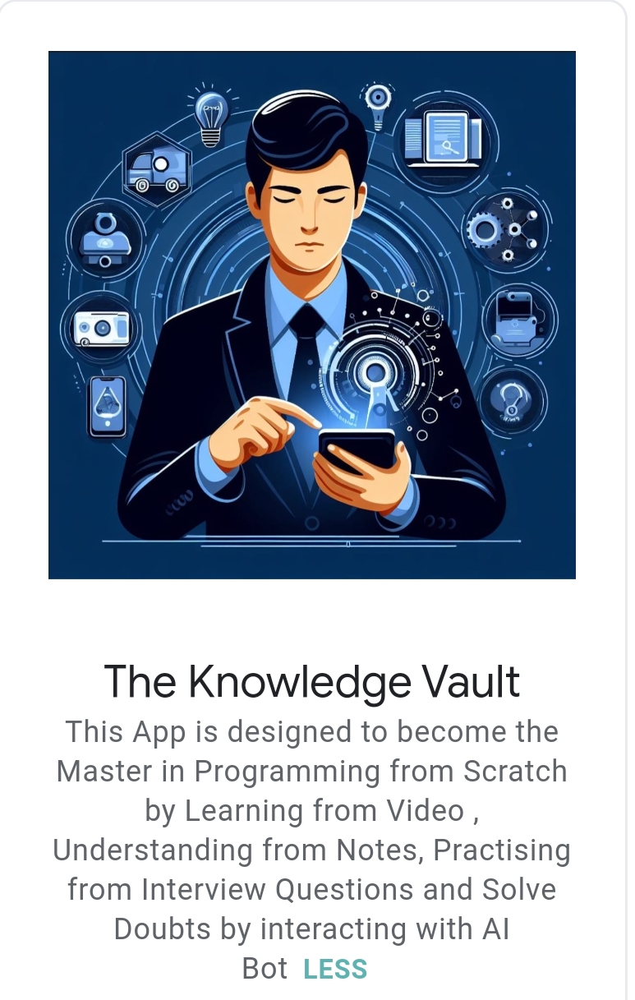 The Knowledge Vault
This App is designed to become the
Master in Programming from Scratch
by Learning from Video ,
Understanding from Notes, Practising
from Interview Questions and Solve
Doubts by interacting with AI
Bot LESS